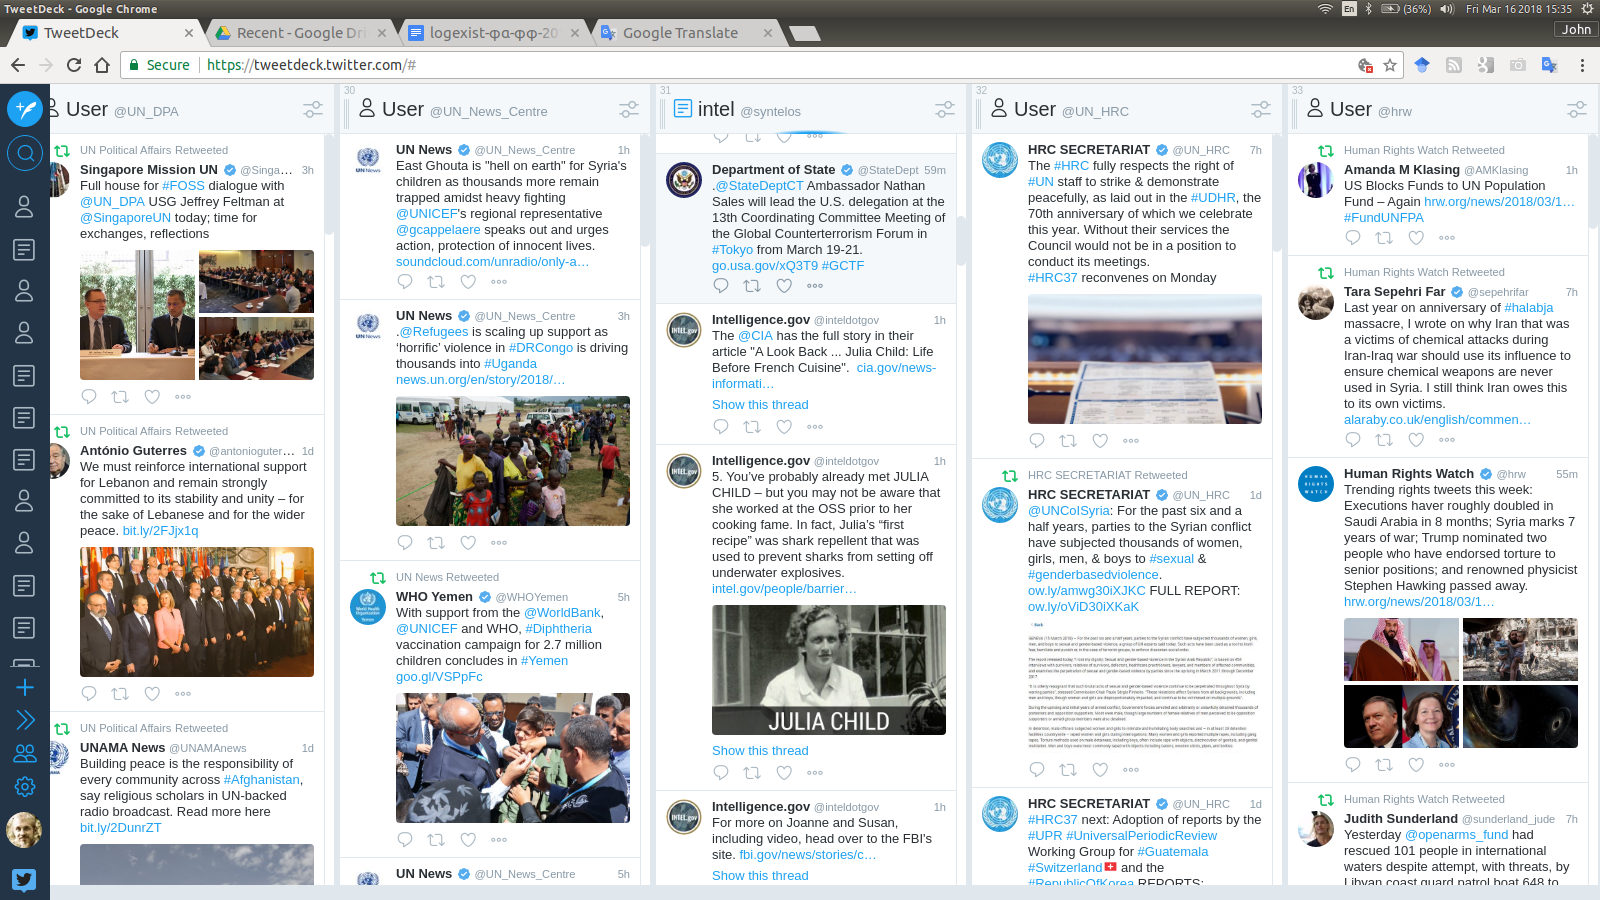 TweetDeck - Google Chrome
En
(36%)
Fri Mar 16 2018 15:35
TweetDeck
Recent - Google Dri
logexist-φα-φφ-20
Google Translate
John
Secure
https://tweetdeck.twitter.com/#
User @UN_DPA
UN Political Affairs Retweeted
Singapore Mission UN @Singa... 3h
Full house for #FOSS dialogue with
@UN_DPA USG Jeffrey Feltman at
@SingaporeUN today; time for
exchanges, reflections
UN Political Affairs Retweeted
António Guterres @antonioguter... 1d
We must reinforce international support
for Lebanon and remain strongly
committed to its stability and unity – for
the sake of Lebanese and for the wider
peace. bit.ly/2FJjx1q
UN Political Affairs Retweeted
UNAMA News @UNAMAnews 1d
Building peace is the responsibility of
every community across #Afghanistan,
say religious scholars in UN-backed
radio broadcast. Read more here
bit.ly/2DunrZT
30
User @UN_News_Centre
UN News @UN_News_Centre 1h
East Ghouta is "hell on earth" for Syria's
children as thousands more remain
trapped amidst heavy fighting
@UNICEF's regional representative
@gcappelaere speaks out and urges
action, protection of innocent lives.
soundcloud.com/unradio/only-a…
UN News @UN_News_Centre 3h
.@Refugees is scaling up support as
‘horrific’ violence in #DRCongo is driving
thousands into #Uganda
news.un.org/en/story/2018/…
UN News Retweeted
WHO Yemen @WHOYemen 5h
With support from the @WorldBank,
@UNICEF and WHO, #Diphtheria
vaccination campaign for 2.7 million
children concludes in #Yemen
goo.gl/VSPpFc
UN News @UN_News_Centre 5h
31
intel @syntelos
Department of State @StateDept 59m
.@StateDeptCT Ambassador Nathan
Sales will lead the U.S. delegation at the
13th Coordinating Committee Meeting of
the Global Counterterrorism Forum in
#Tokyo from March 19-21.
go.usa.gov/xQ3T9 #GCTF
INTEL.gov
Intelligence.gov @inteldotgov 1h
The @CIA has the full story in their
article "A Look Back ... Julia Child: Life
Before French Cuisine". cia.gov/news-
informati…
Show this thread
INTEL.gov
Intelligence.gov @inteldotgov 1h
5. You’ve probably already met JULIA
CHILD – but you may not be aware that
she worked at the OSS prior to her
cooking fame. In fact, Julia’s “first
recipe” was shark repellent that was
used to prevent sharks from setting off
underwater explosives.
intel.gov/people/barrier…
JULIA CHILD
Show this thread
INTEL.gov
Intelligence.gov @inteldotgov 1h
For more on Joanne and Susan,
including video, head over to the FBI's
site. fbi.gov/news/stories/c…
Show this thread
32
User @UN_HRC
HRC SECRETARIAT @UN_HRC 7h
The #HRC fully respects the right of
#UN staff to strike & demonstrate
peacefully, as laid out in the #UDHR, the
70th anniversary of which we celebrate
this year. Without their services the
Council would not be in a position to
conduct its meetings.
#HRC37 reconvenes on Monday
HRC SECRETARIAT Retweeted
HRC SECRETARIAT @UN_HRC 1d
@UNCoISyria: For the past six and a
half years, parties to the Syrian conflict
have subjected thousands of women,
girls, men, & boys to #sexual &
#genderbasedviolence.
ow.ly/amwg30iXJKC FULL REPORT:
ow.ly/oViD30iXKaK
HRC SECRETARIAT @UN_HRC 1d
#HRC37 next: Adoption of reports by the
#UPR #UniversalPeriodicReview
Working Group for #Guatemala
#Switzerland and the
#RepublicOfKorea REPORTS:
33
User @hrw
Human Rights Watch Retweeted
Amanda M Klasing @AMKlasing 1h
US Blocks Funds to UN Population
Fund – Again hrw.org/news/2018/03/1…
#FundUNFPA
Human Rights Watch Retweeted
Tara Sepehri Far @sepehrifar 7h
Last year on anniversary of #halabja
massacre, I wrote on why Iran that was
a victims of chemical attacks during
Iran-Iraq war should use its influence to
ensure chemical weapons are never
used in Syria. I still think Iran owes this
to its own victims.
alaraby.co.uk/english/commen…
HUMAN
RIGHTS
WATCH
Human Rights Watch @hrw 55m
Trending rights tweets this week:
Executions haver roughly doubled in
Saudi Arabia in 8 months; Syria marks 7
years of war; Trump nominated two
people who have endorsed torture to
senior positions; and renowned physicist
Stephen Hawking passed away.
hrw.org/news/2018/03/1…
Human Rights Watch Retweeted
Judith Sunderland @sunderland_jude 7h
Yesterday @openarms_fund had
rescued 101 people in international
waters despite attempt, with threats, by
Libyan coast guard patrol boat 648 to